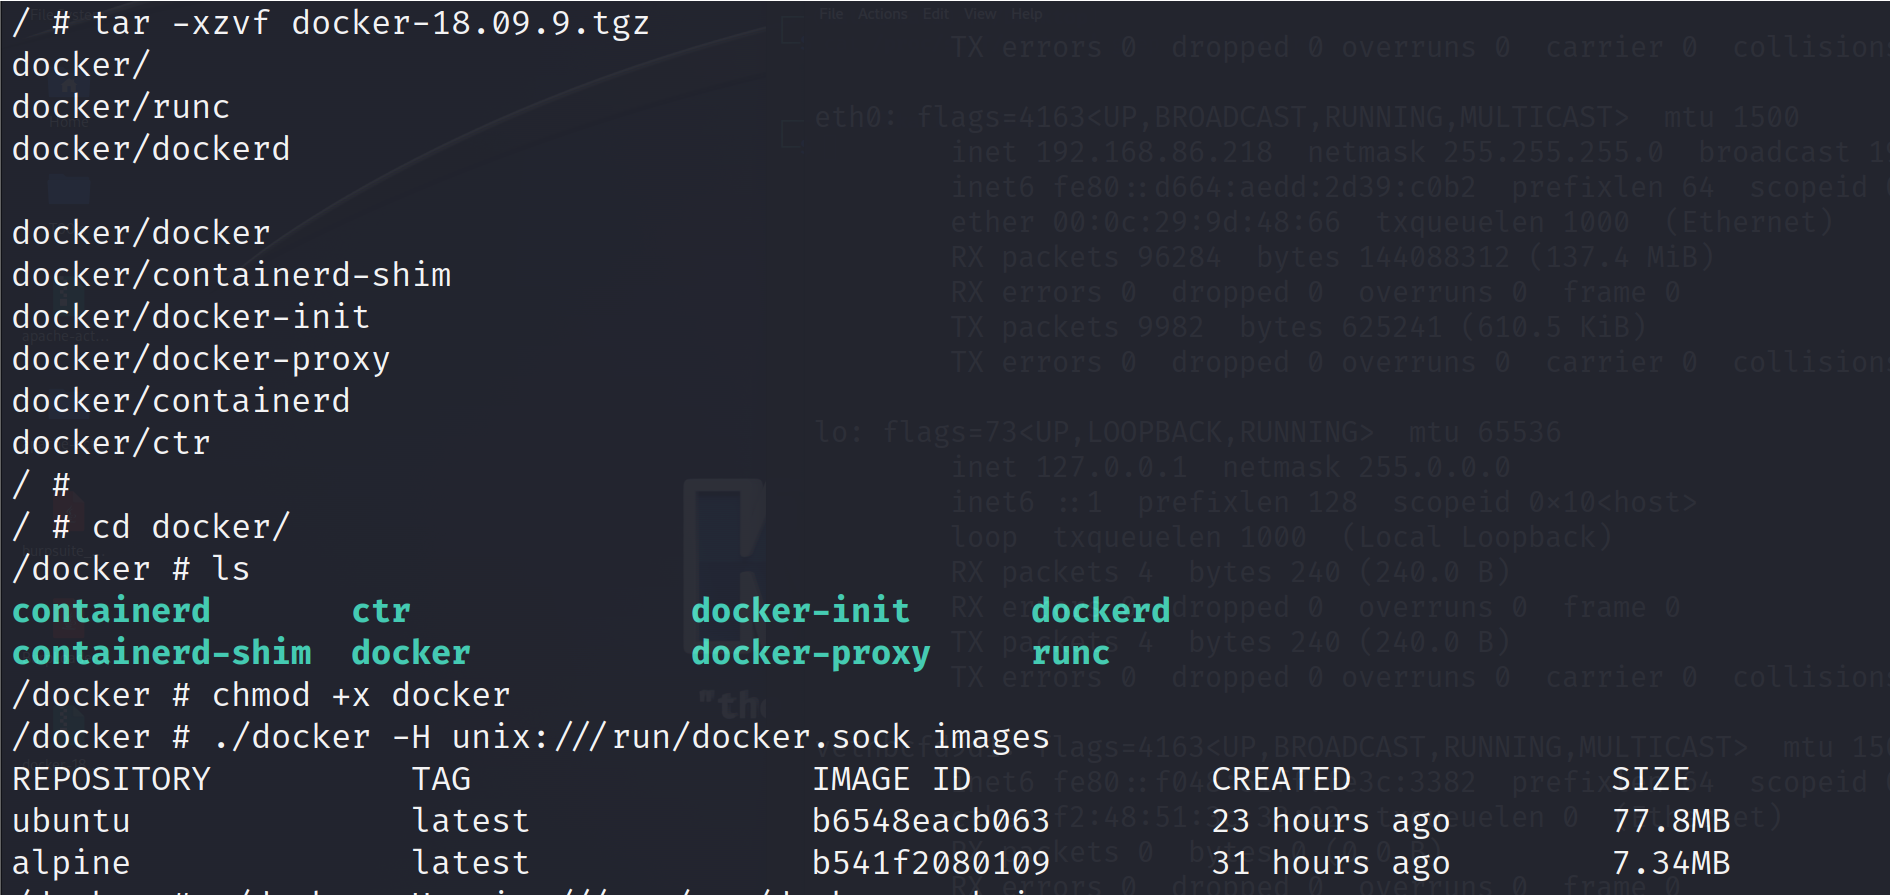 / # tar -xzvf docker-18.09.9.tgz
docker/
docker/runc
docker/dockerd
docker/docker
docker/containerd-shim
docker/docker-init
docker/docker-proxy
docker/containerd
docker/ctr
/ #
/ # cd docker/
/docker # ls
containerd ctr docker-init dockerd
containerd-shim docker docker-proxy runc
/docker # chmod +x docker
/docker # ./docker -H unix:///run/docker.sock images
REPOSITORY TAG IMAGE ID CREATED SIZE
ubuntu latest b6548eacb063 23 hours ago 77.8MB
alpine latest b541f2080109 31 hours ago 7.34MB
File Actions Edit View Help
TX errors 0 dropped 0 overruns 0 carrier 0 collisions
eth0: flags=4163<UP,BROADCAST,RUNNING,MULTICAST> mtu 1500
inet 192.168.86.218 netmask 255.255.255.0 broadcast
inet6 fe80::d664:aedd:2d39:c0b2 prefixlen 64 scopeid
ether 00:0c:29:9d:48:66 txqueuelen 1000 (Ethernet)
RX packets 96284 bytes 144088312 (137.4 MiB)
RX errors 0 dropped 0 overruns 0 frame 0
TX packets 9982 bytes 625241 (610.5 KiB)
TX errors 0 dropped 0 overruns 0 carrier 0 collisions
lo: flags=73<UP,LOOPBACK,RUNNING> mtu 65536
inet 127.0.0.1 netmask 255.0.0.0
inet6 ::1 prefixlen 128 scopeid 0×10<host>
loop txqueuelen 1000 (Local Loopback)
RX packets 4 bytes 240 (240.0 B)
RX errors 0 dropped 0 overruns 0 frame 0
TX packets 4 bytes 240 (240.0 B)
TX errors 0 dropped 0 overruns 0 carrier 0 collisions